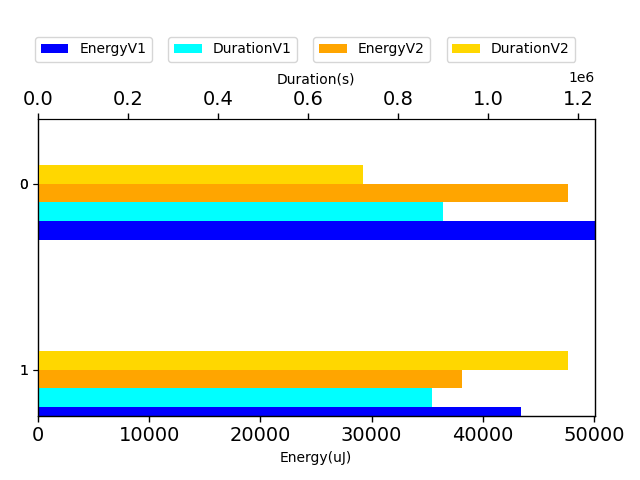 EnergyV1 DurationV1 EnergyV2 DurationV2
Duration(s)
1e6
0.0 0.2 0.4 0.6 0.8 1.0 1.2
0
1
0 10000 20000 30000 40000 50000
Energy(uJ)